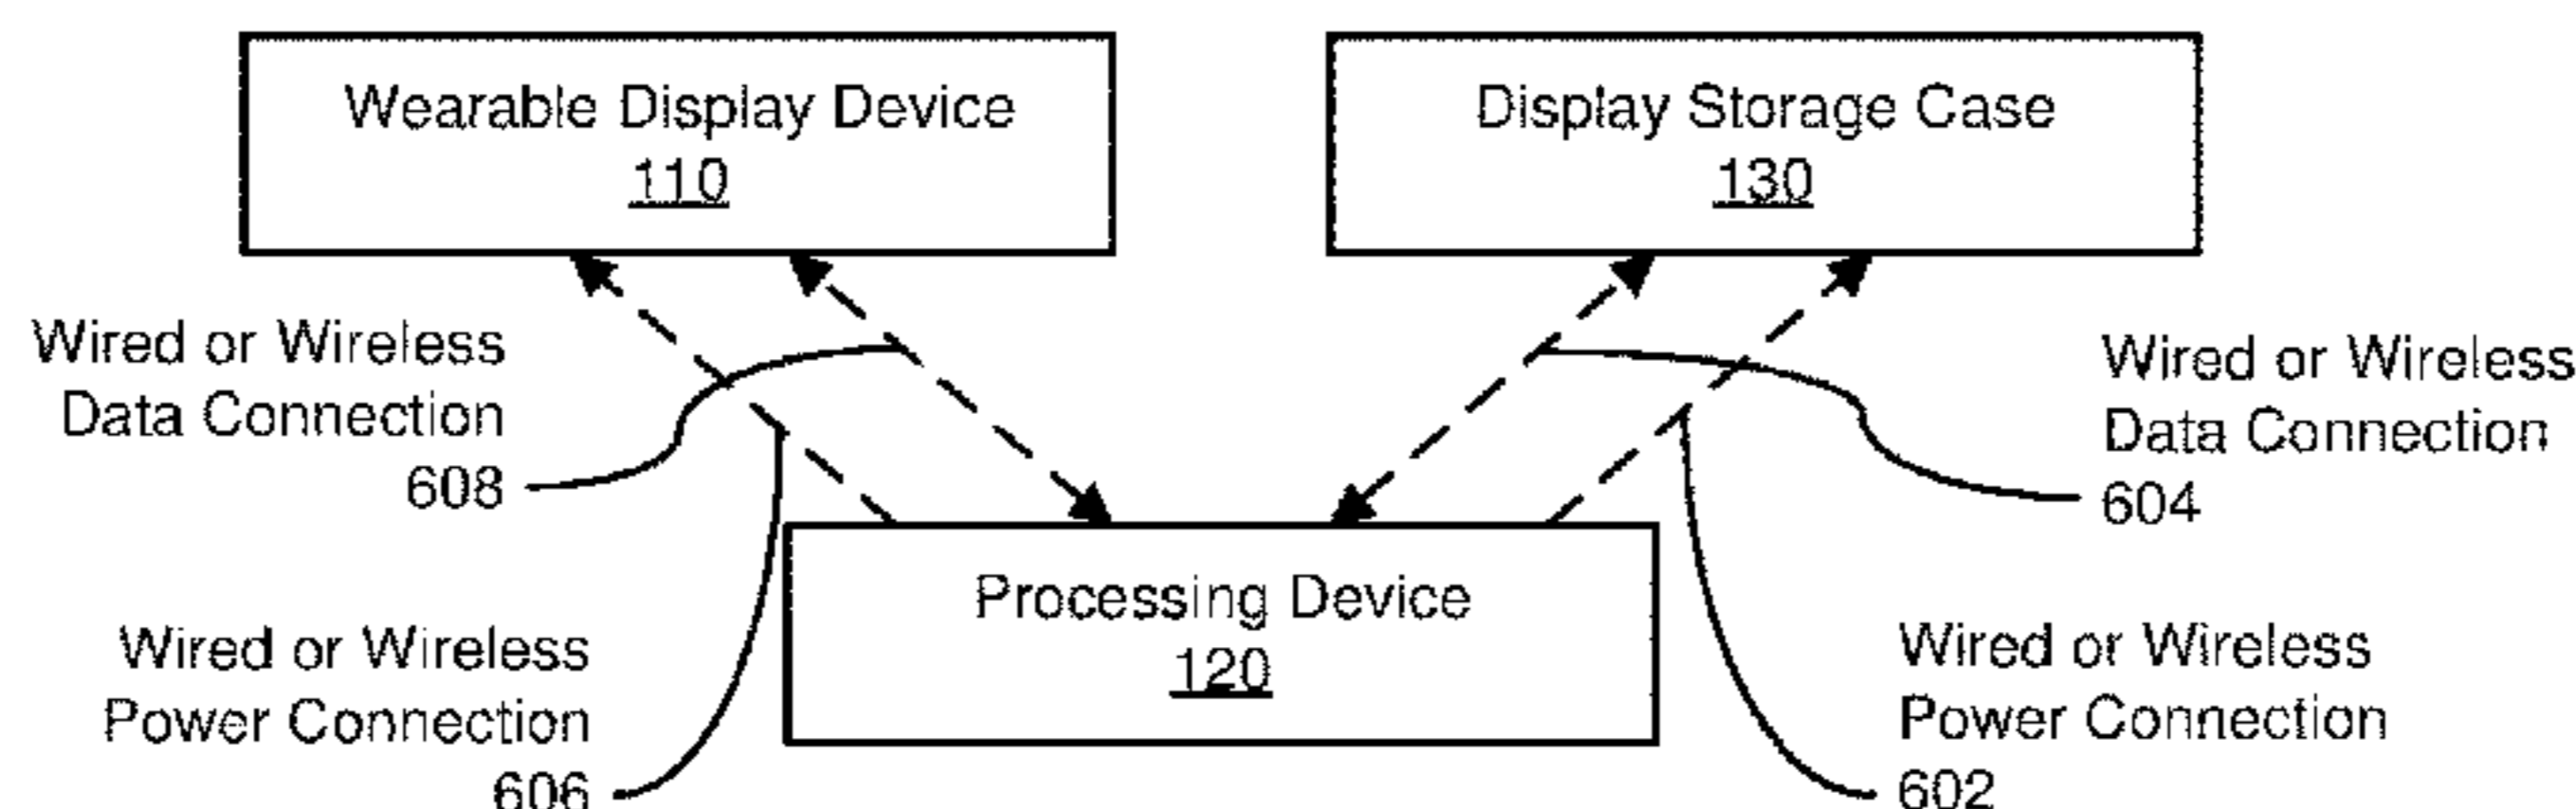 Wearable Display Device
110
Display Storage Case
130
Wired or Wireless
Data Connection
608
Wired or Wireless
Data Connection
604
Processing Device
120
Wired or Wireless
Power Connection
606
Wired or Wireless
Power Connection
602